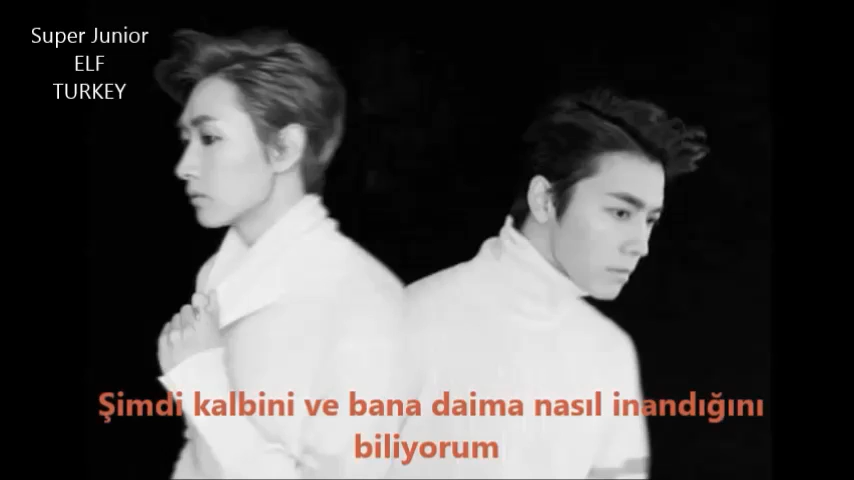 Super Junior
ELF
TURKEY
Şimdi kalbini ve bana daima nasıl inandığını
biliyorum